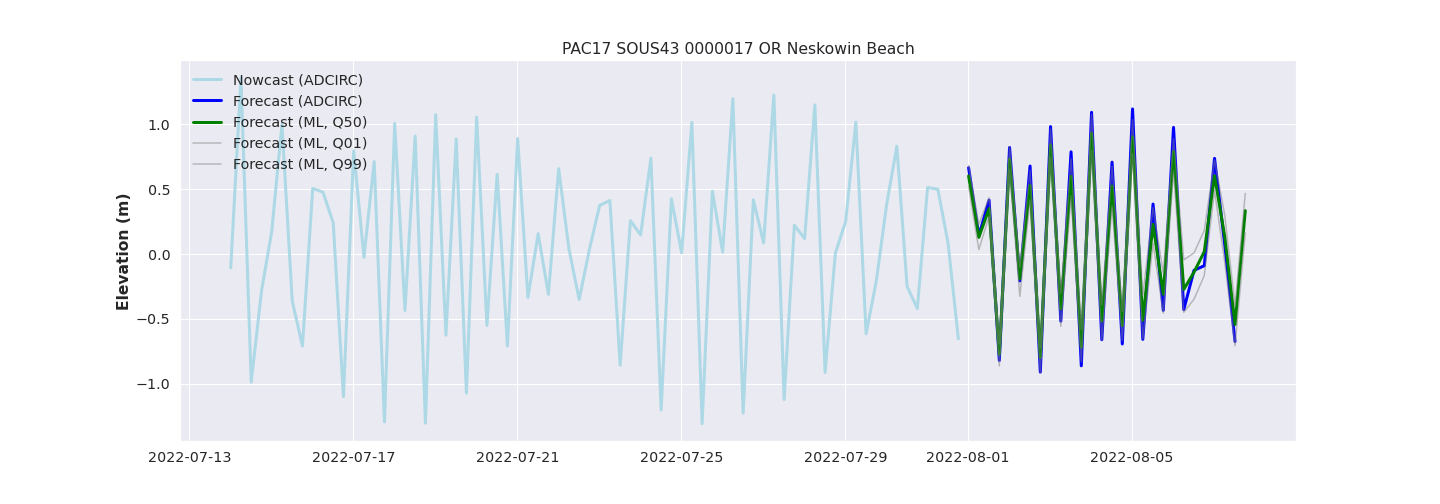 PAC17 SOUS43 0000017 OR Neskowin Beach
Nowcast (ADCIRC)
Forecast (ADCIRC)
Forecast (ML, Q50)
Forecast (ML, Q01)
Forecast (ML, Q99)
Elevation (m)
1.0
0.5
0.0
−0.5
−1.0
2022-07-13
2022-07-17
2022-07-21
2022-07-25
2022-07-29
2022-08-01
2022-08-05